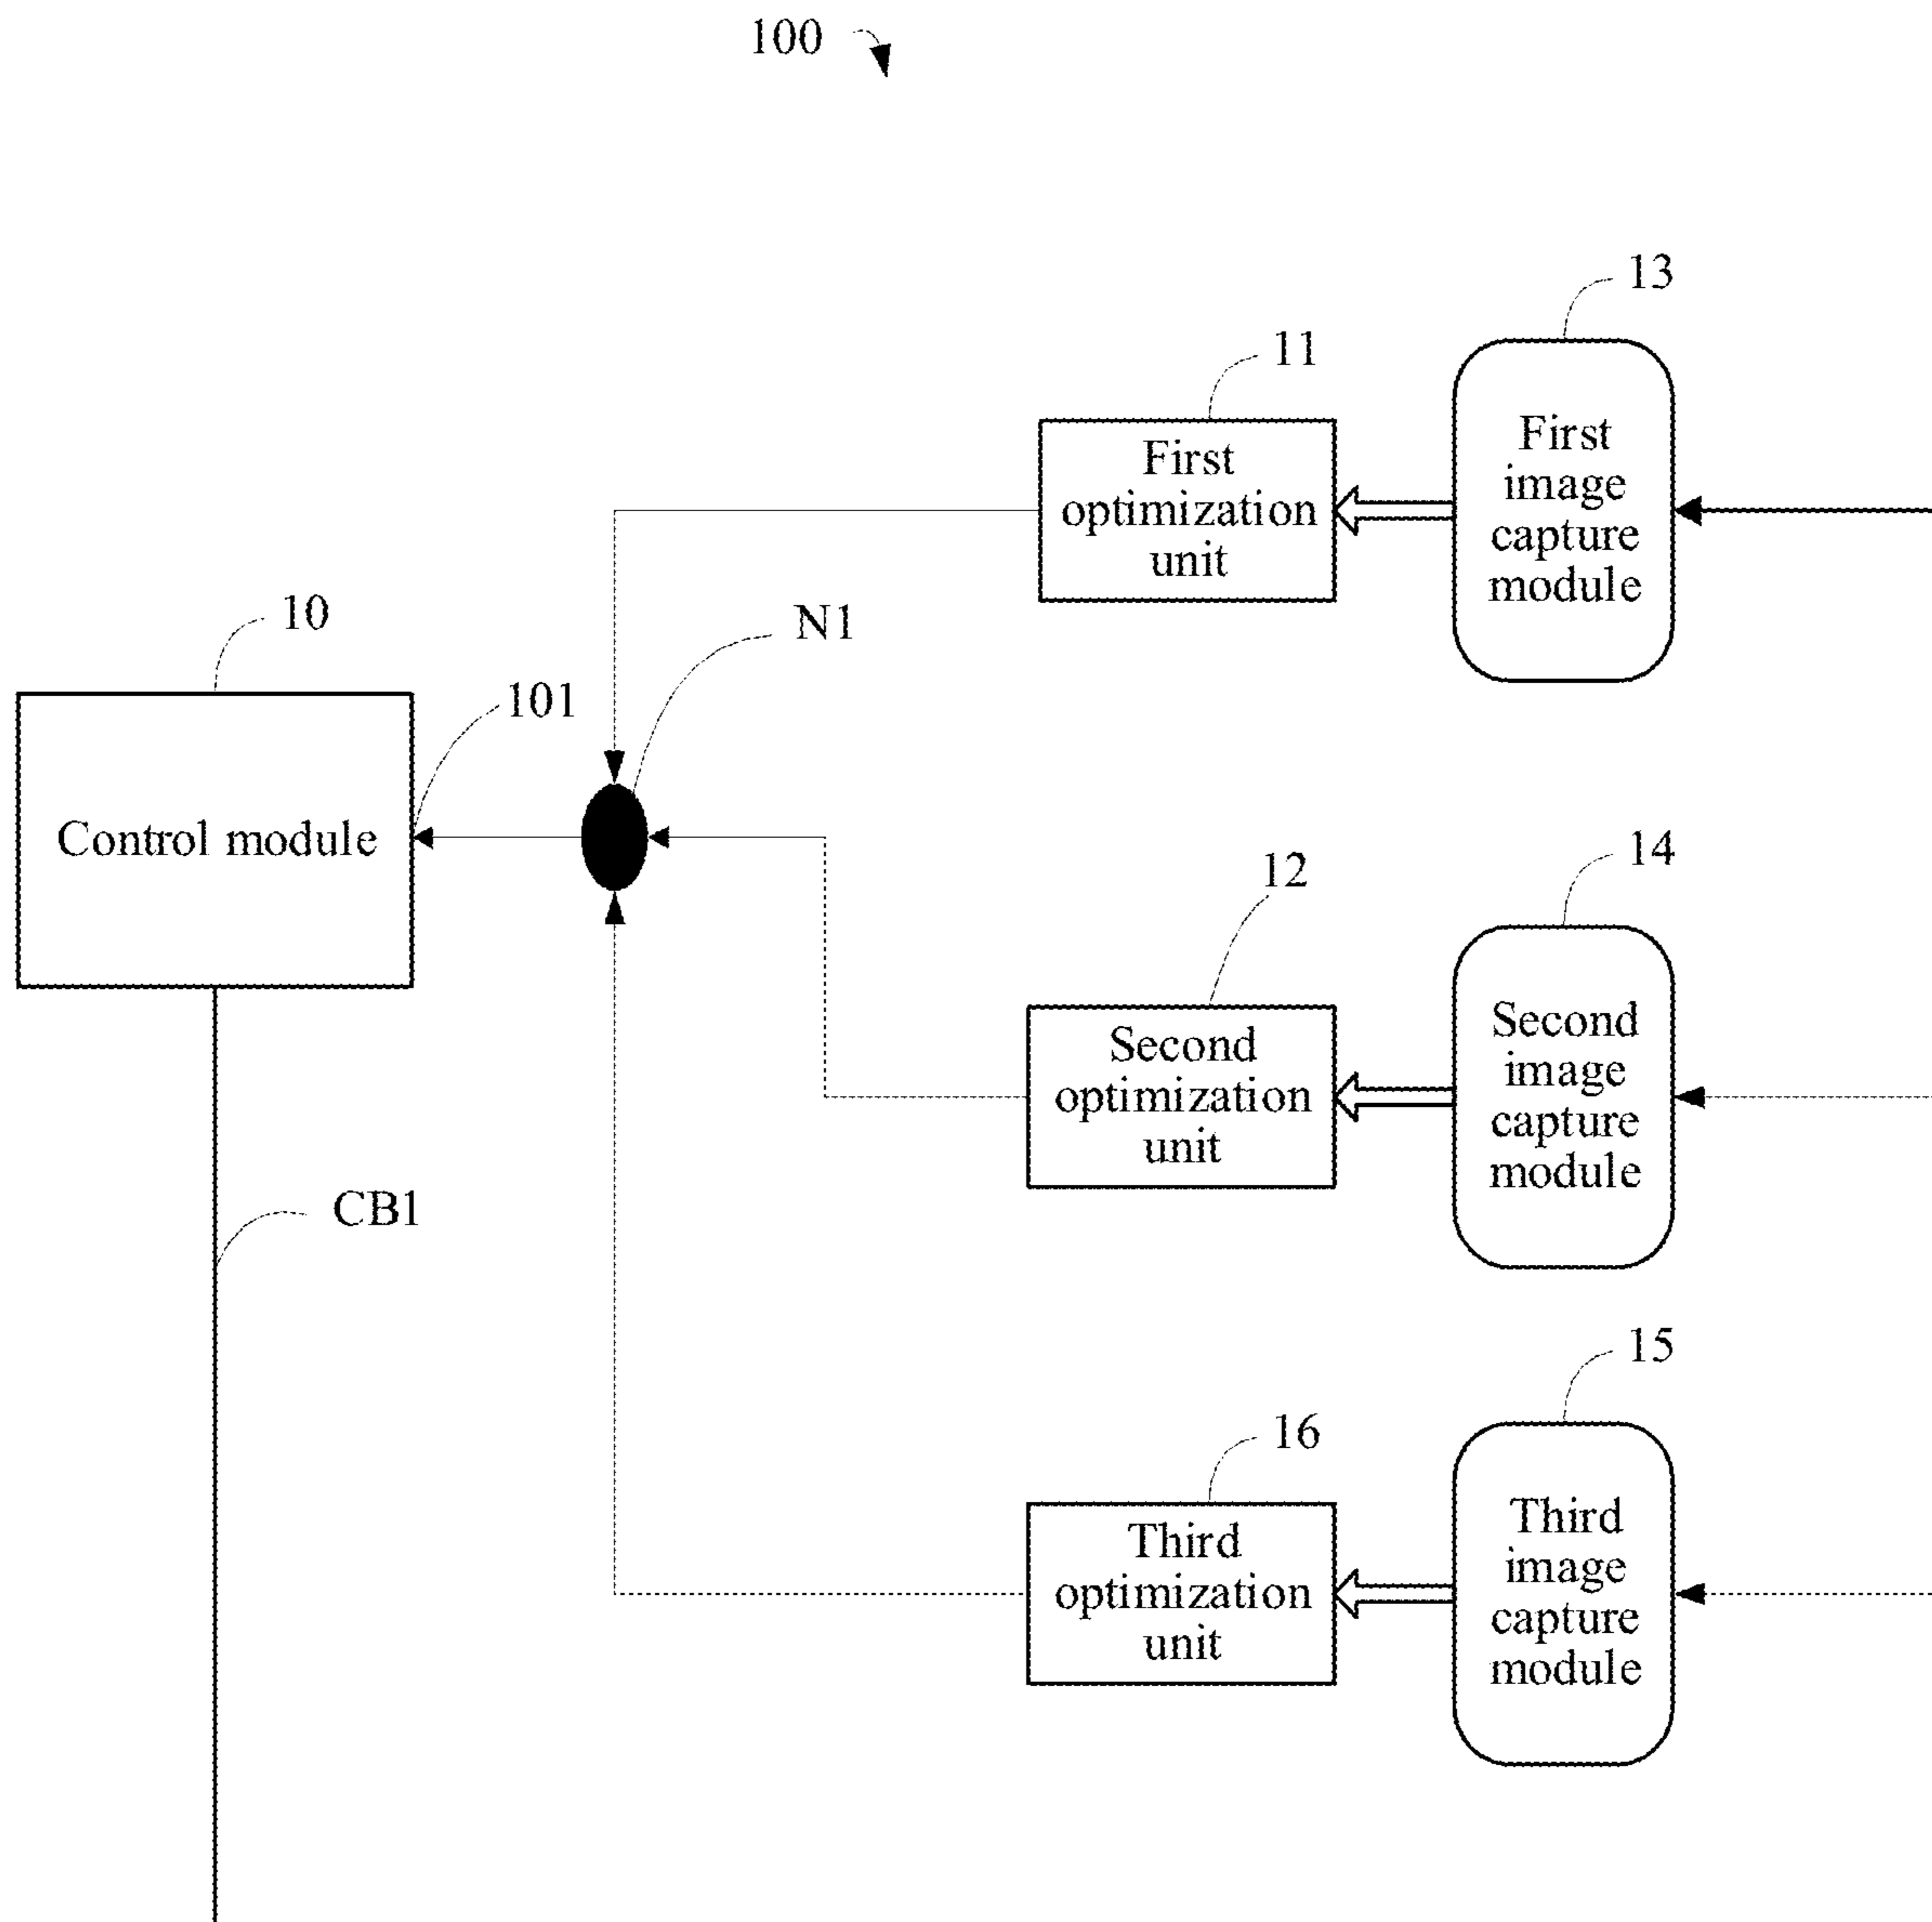 100
13
First
image
capture
module
11
First
optimization
unit
10
N1
101
Control module
14
Second
image
capture
module
12
Second
optimization
unit
CB1
15
Third
image
capture
module
16
Third
optimization
unit